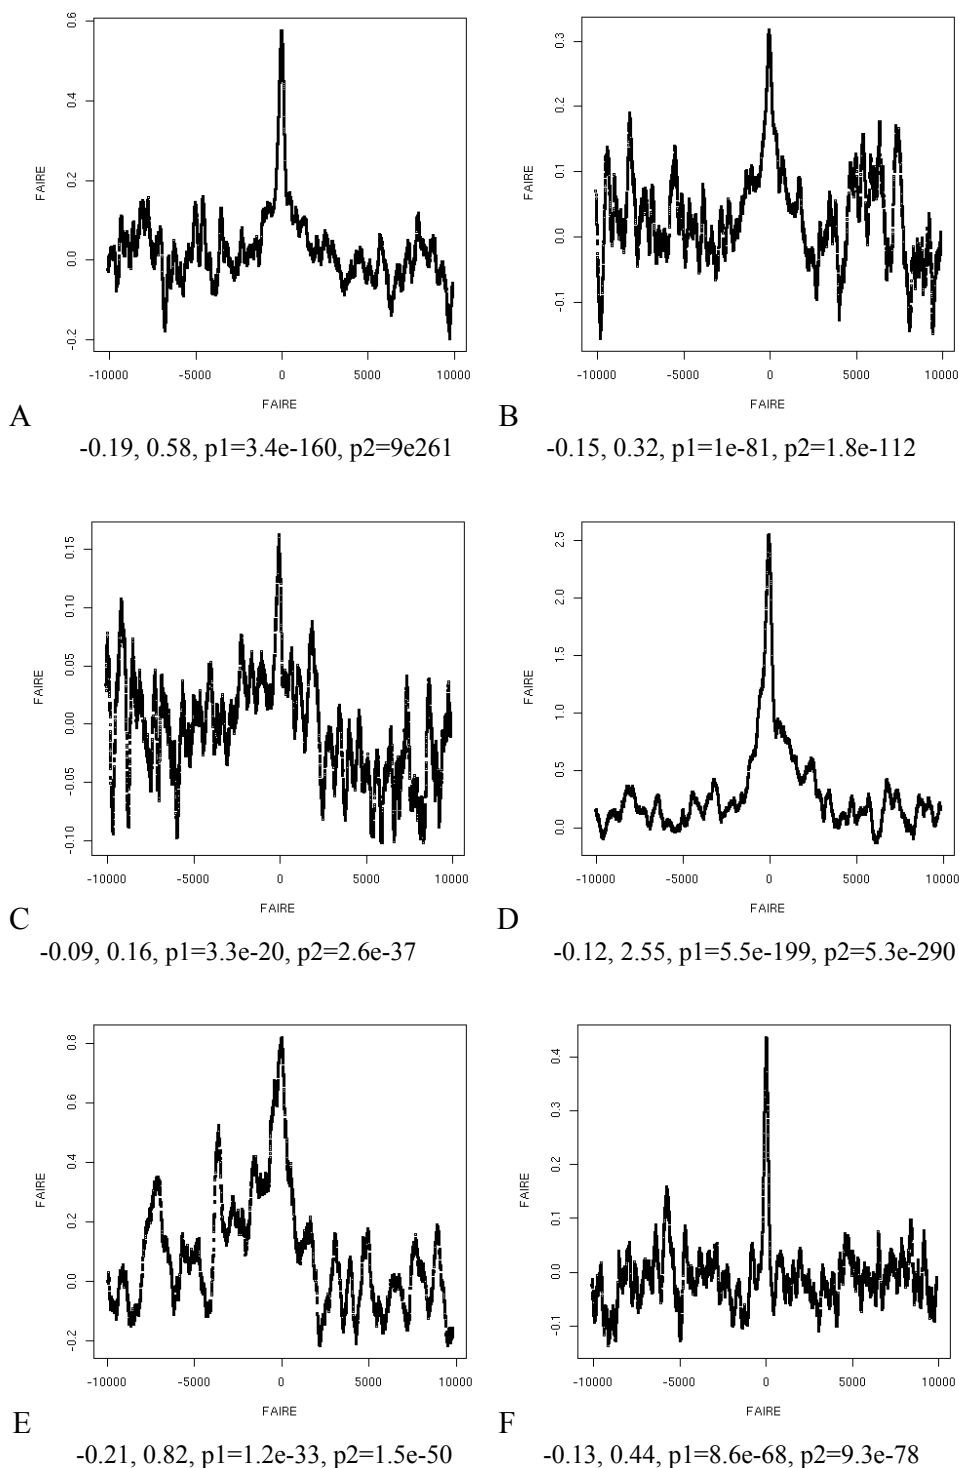 0.6
0.4
0.2
0.0
-0.2
FAIRE
-10000 -5000 0 5000 10000
FAIRE
A
-0.19, 0.58, p1=3.4e-160, p2=9e261
0.3
0.2
0.1
0.0
-0.1
FAIRE
-10000 -5000 0 5000 10000
FAIRE
B
-0.15, 0.32, p1=1e-81, p2=1.8e-112
0.15
0.10
0.05
0.00
-0.05
-0.10
FAIRE
-10000 -5000 0 5000 10000
FAIRE
C
-0.09, 0.16, p1=3.3e-20, p2=2.6e-37
2.5
2.0
1.5
1.0
0.5
0.0
FAIRE
-10000 -5000 0 5000 10000
FAIRE
D
-0.12, 2.55, p1=5.5e-199, p2=5.3e-290
0.8
0.6
0.4
0.2
0.0
-0.2
FAIRE
-10000 -5000 0 5000 10000
FAIRE
E
-0.21, 0.82, p1=1.2e-33, p2=1.5e-50
0.4
0.3
0.2
0.1
0.0
-0.1
FAIRE
-10000 -5000 0 5000 10000
FAIRE
F
-0.13, 0.44, p1=8.6e-68, p2=9.3e-78